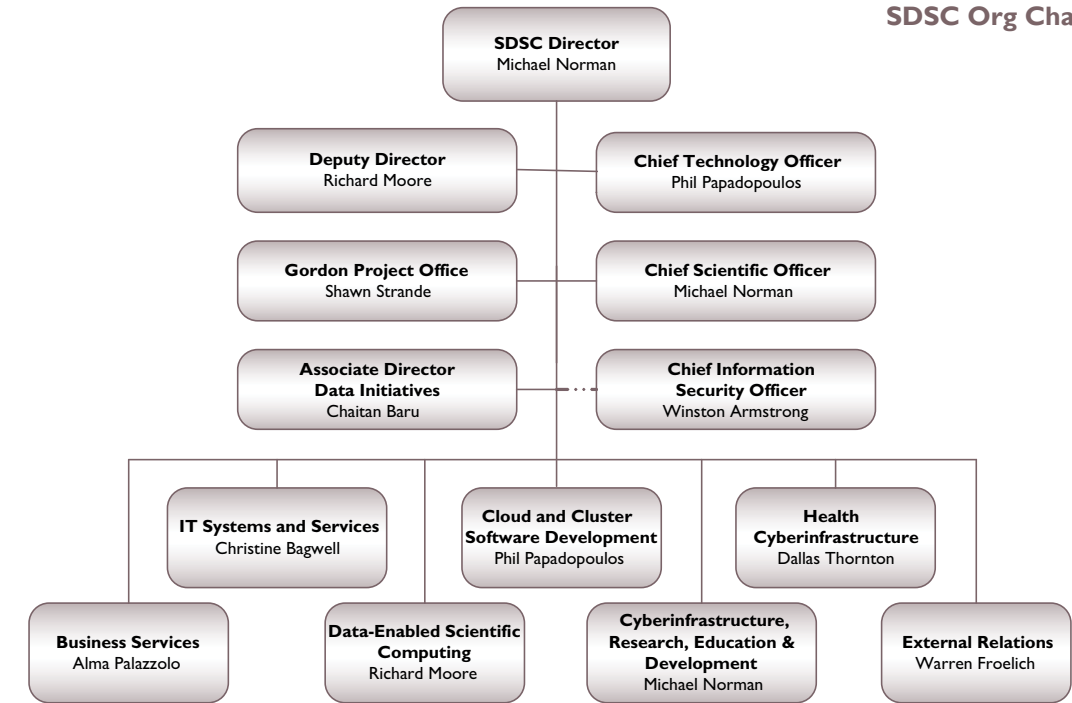 SDSC Org Cha
SDSC Director
Michael Norman
Deputy Director
Richard Moore
Chief Technology Officer
Phil Papadopoulos
Gordon Project Office
Shawn Strande
Chief Scientific Officer
Michael Norman
Associate Director
Data Initiatives
Chaitan Baru
Chief Information
Security Officer
Winston Armstrong
IT Systems and Services
Christine Bagwell
Cloud and Cluster
Software Development
Phil Papadopoulos
Health
Cyberinfrastructure
Dallas Thornton
Business Services
Alma Palazzolo
Data-Enabled Scientific
Computing
Richard Moore
Cyberinfrastructure,
Research, Education &
Development
Michael Norman
External Relations
Warren Froelich